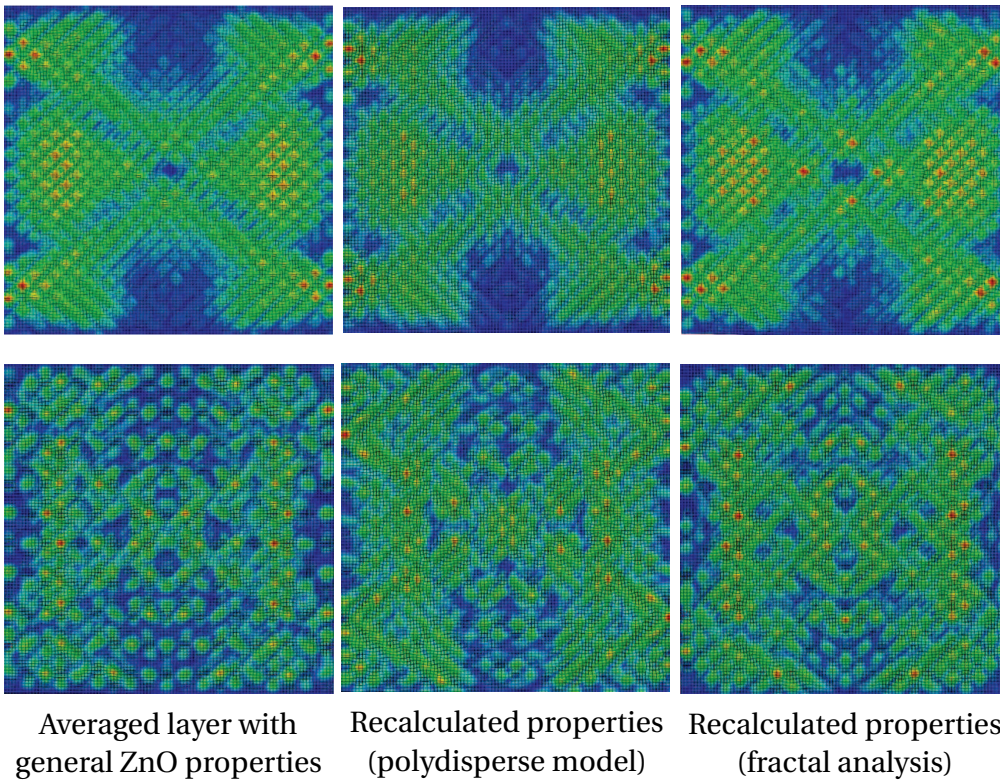 Averaged layer with
general ZnO properties
Recalculated properties
(polydisperse model)
Recalculated properties
(fractal analysis)